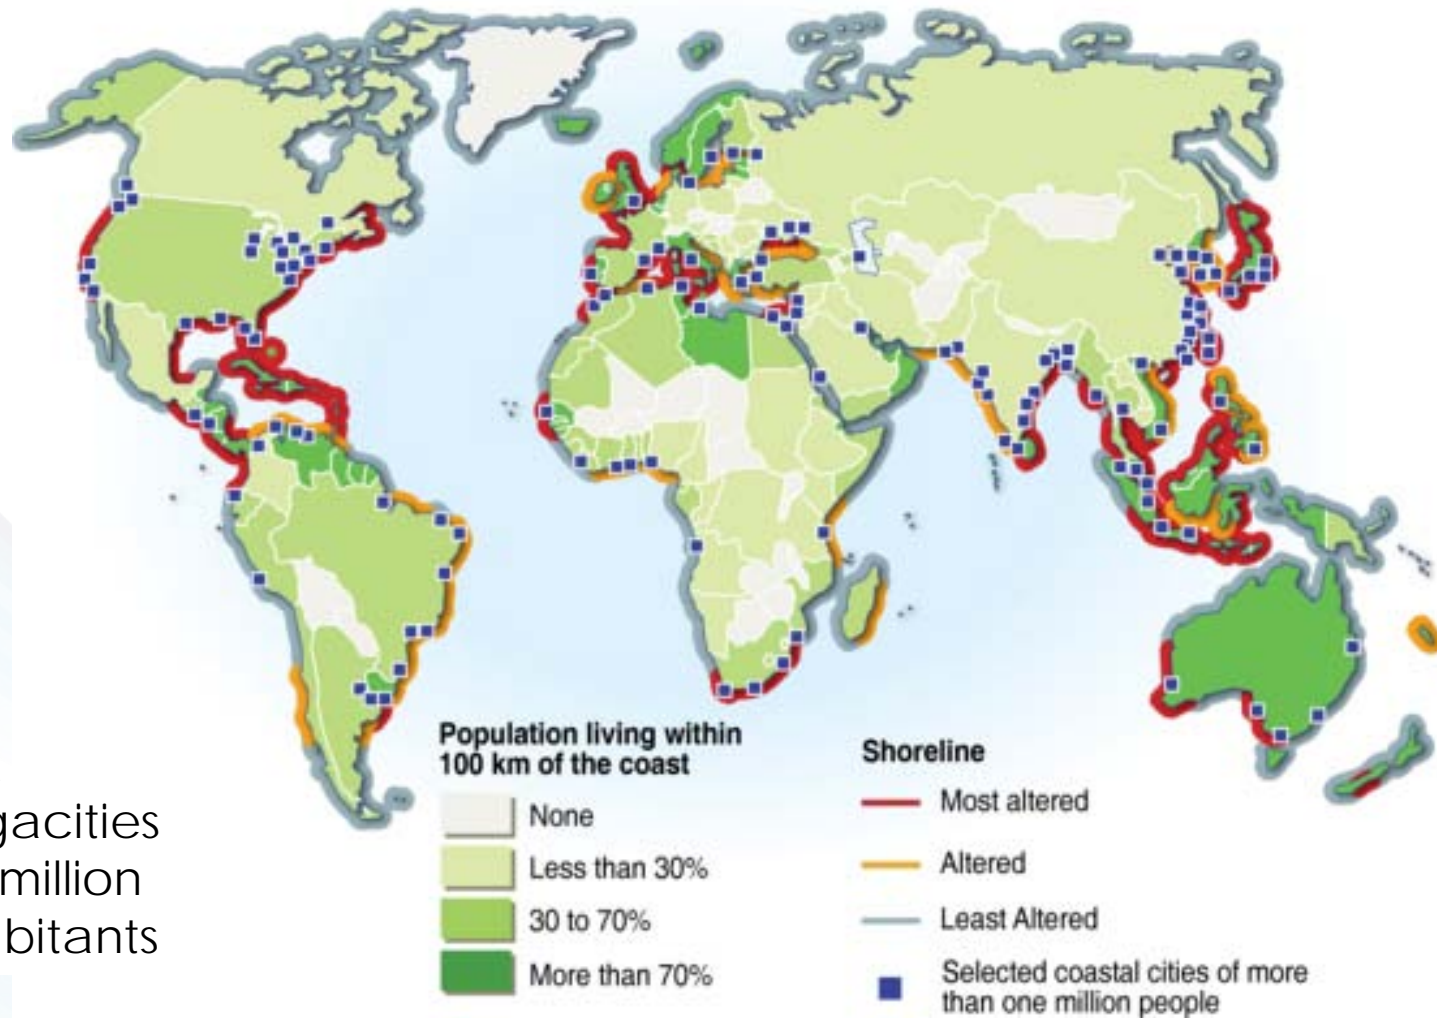 million
bitants
Population living within
100 km of the coast
None
Less than 30%
30 to 70%
More than 70%
Shoreline
Most altered
Altered
Least Altered
Selected coastal cities of more
than one million people